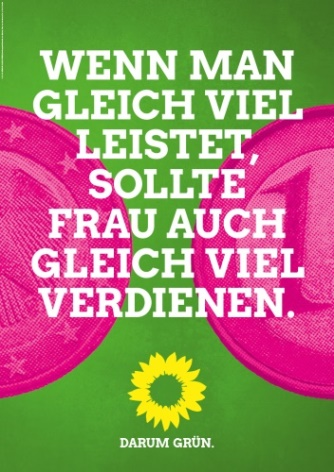 WENN MAN
GLEICH VIEL
LEISTET,
SOLLTE
FRAU AUCH
GLEICH VIEL
VERDIENEN.
DARUM GRÜN.